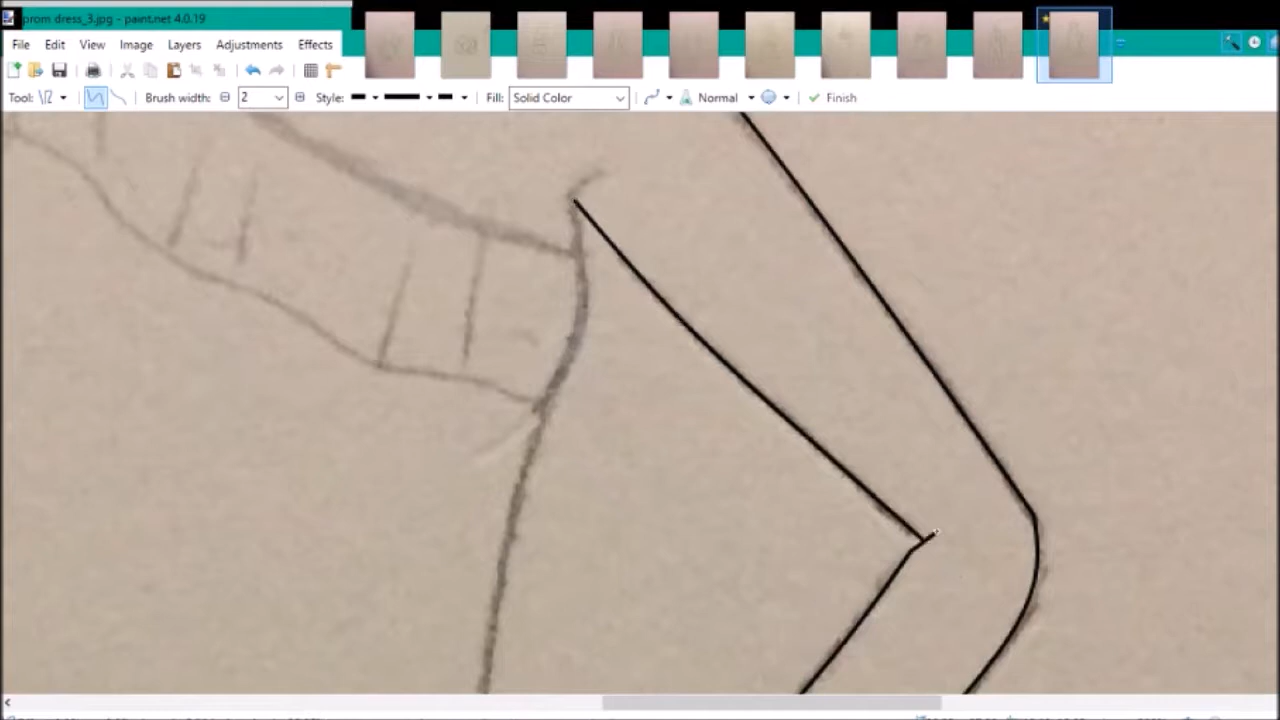 prom dress_3.jpg - paint.net 4.0.19
File Edit View Image Layers Adjustments Effects
Tool: Brush width: 2 Style: Fill: Solid Color Normal Finish